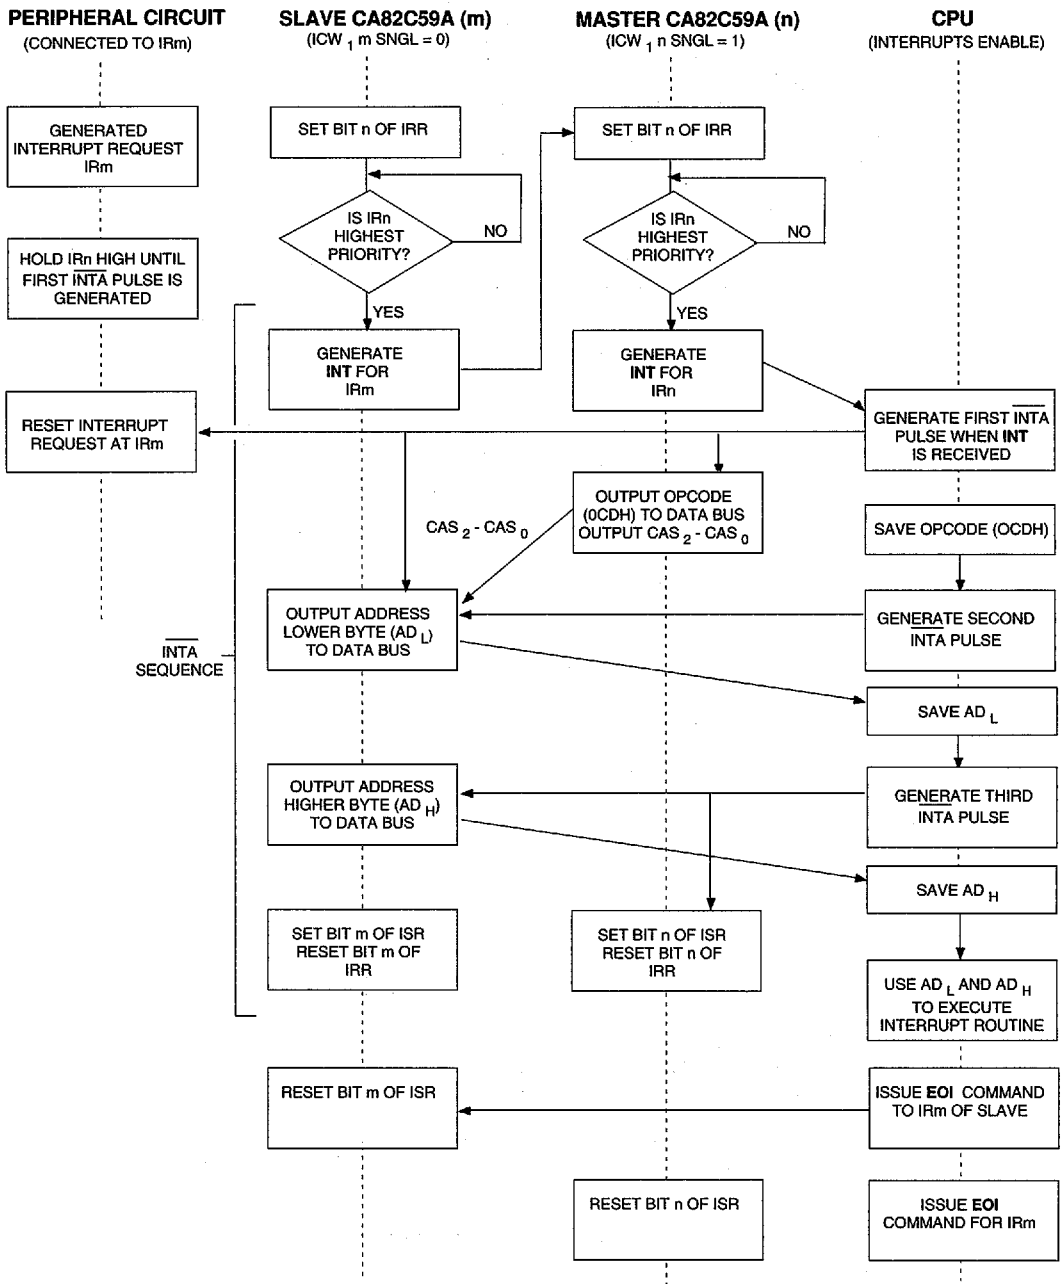 PERIPHERAL CIRCUIT
(CONNECTED TO IRm)
SLAVE CA82C59A (m)
(ICW 1 m SNGL = 0)
MASTER CA82C59A (n)
(ICW 1 n SNGL = 1)
CPU
(INTERRUPTS ENABLE)
GENERATED
INTERRUPT REQUEST
IRm
SET BIT n OF IRR
SET BIT n OF IRR
IS IRn
HIGHEST
PRIORITY?
NO
IS IRn
HIGHEST
PRIORITY?
NO
HOLD IRn HIGH UNTIL
FIRST INTA PULSE IS
GENERATED
YES
YES
GENERATE
INT FOR
IRm
GENERATE
INT FOR
IRn
RESET INTERRUPT
REQUEST AT IRm
GENERATE FIRST INTA
PULSE WHEN INT
IS RECEIVED
OUTPUT OPCODE
(0CDH) TO DATA BUS
OUTPUT CAS2 - CAS0
CAS2 - CAS0
SAVE OPCODE (OCDH)
OUTPUT ADDRESS
LOWER BYTE (AD L)
TO DATA BUS
GENERATE SECOND
INTA PULSE
INTA
SEQUENCE
SAVE AD L
OUTPUT ADDRESS
HIGHER BYTE (AD H)
TO DATA BUS
GENERATE THIRD
INTA PULSE
SAVE AD H
SET BIT m OF ISR
RESET BIT m OF
IRR
SET BIT n OF ISR
RESET BIT n OF
IRR
USE AD L AND AD H
TO EXECUTE
INTERRUPT ROUTINE
RESET BIT m OF ISR
ISSUE EOI COMMAND
TO IRm OF SLAVE
RESET BIT n OF ISR
ISSUE EOI
COMMAND FOR IRm